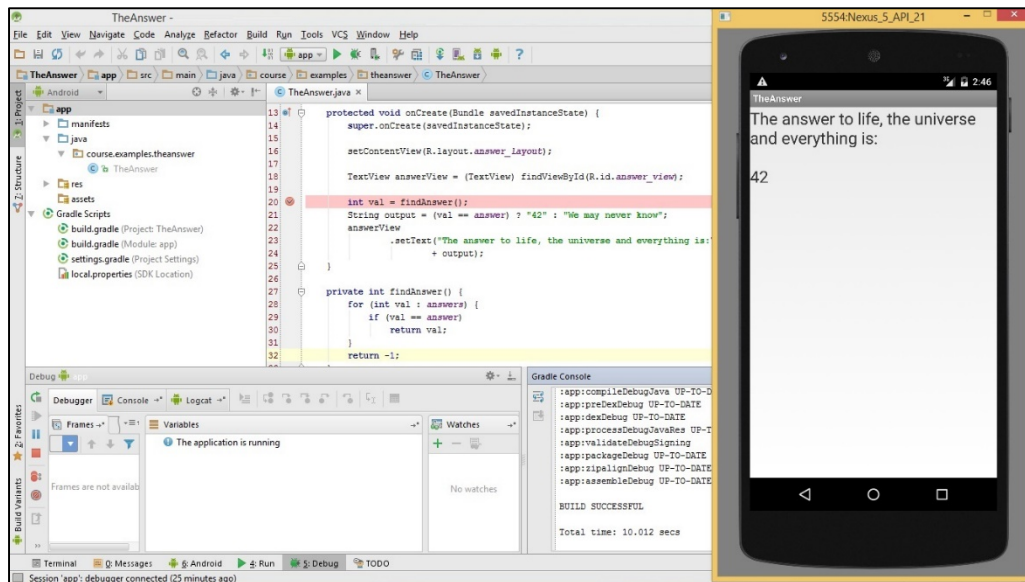 TheAnswer -
File Edit View Navigate Code Analyze Refactor Build Run Tools VCS Window Help
app
TheAnswer app src main java course examples theanswer TheAnswer
1: Project
Z: Structure
Android
app
manifests
java
course.examples.theanswer
TheAnswer
res
assets
Gradle Scripts
build.gradle (Project: TheAnswer)
build.gradle (Module: app)
settings.gradle (Project Settings)
local.properties (SDK Location)
TheAnswer.java
13 protected void onCreate(Bundle savedInstanceState) {
14 super.onCreate(savedInstanceState);
15
16 setContentView(R.layout.answer_layout);
17
18 TextView answerView = (TextView) findViewById(R.id.answer_view);
19
20 int val = findAnswer();
21 String output = (val == answer) ? "42" : "We may never know";
22 answerView
23 .setText("The answer to life, the universe and everything is:
24 + output);
25 }
26
27 private int findAnswer() {
28 for (int val : answers) {
29 if (val == answer)
30 return val;
31 }
32 return -1;
Debug app
Debugger Console Logcat
Frames Variables Watches
The application is running
Frames are not availab
No watches
2: Favorites
Build Variants
Gradle Console
:app:compileDebugJava UP-TO-D
:app:preDexDebug UP-TO-DATE
:app:dexDebug UP-TO-DATE
:app:processDebugJavaRes UP-T
:app:validateDebugSigning
:app:packageDebug UP-TO-DATE
:app:zipalignDebug UP-TO-DATE
:app:assembleDebug UP-TO-DATE
BUILD SUCCESSFUL
Total time: 10.012 secs
Terminal 0: Messages 6: Android 4: Run 5: Debug TODO
Session 'app': debugger connected (25 minutes ago)
5554:Nexus_5_API_21
3G 2:46
TheAnswer
The answer to life, the universe
and everything is:
42